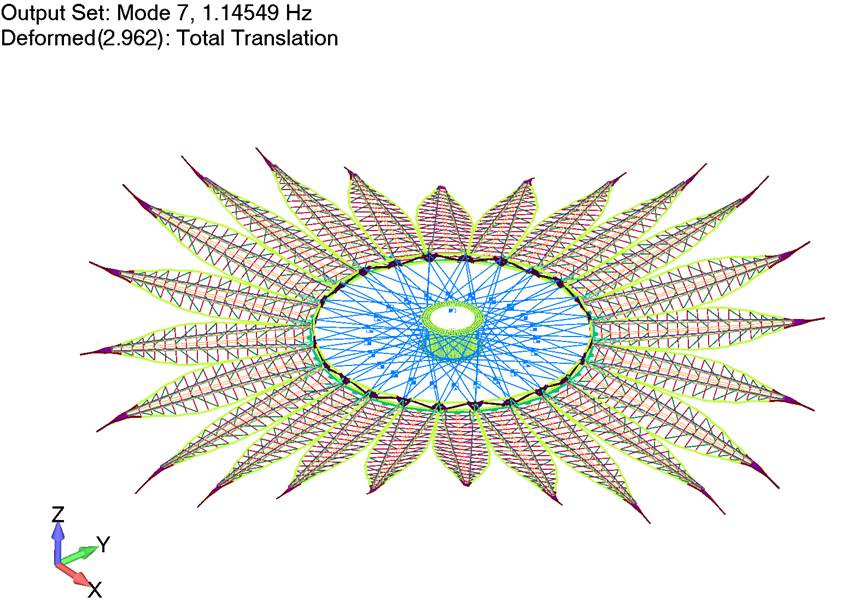 Output Set: Mode 7, 1.14549 Hz
Deformed(2.962): Total Translation
Z
Y
X